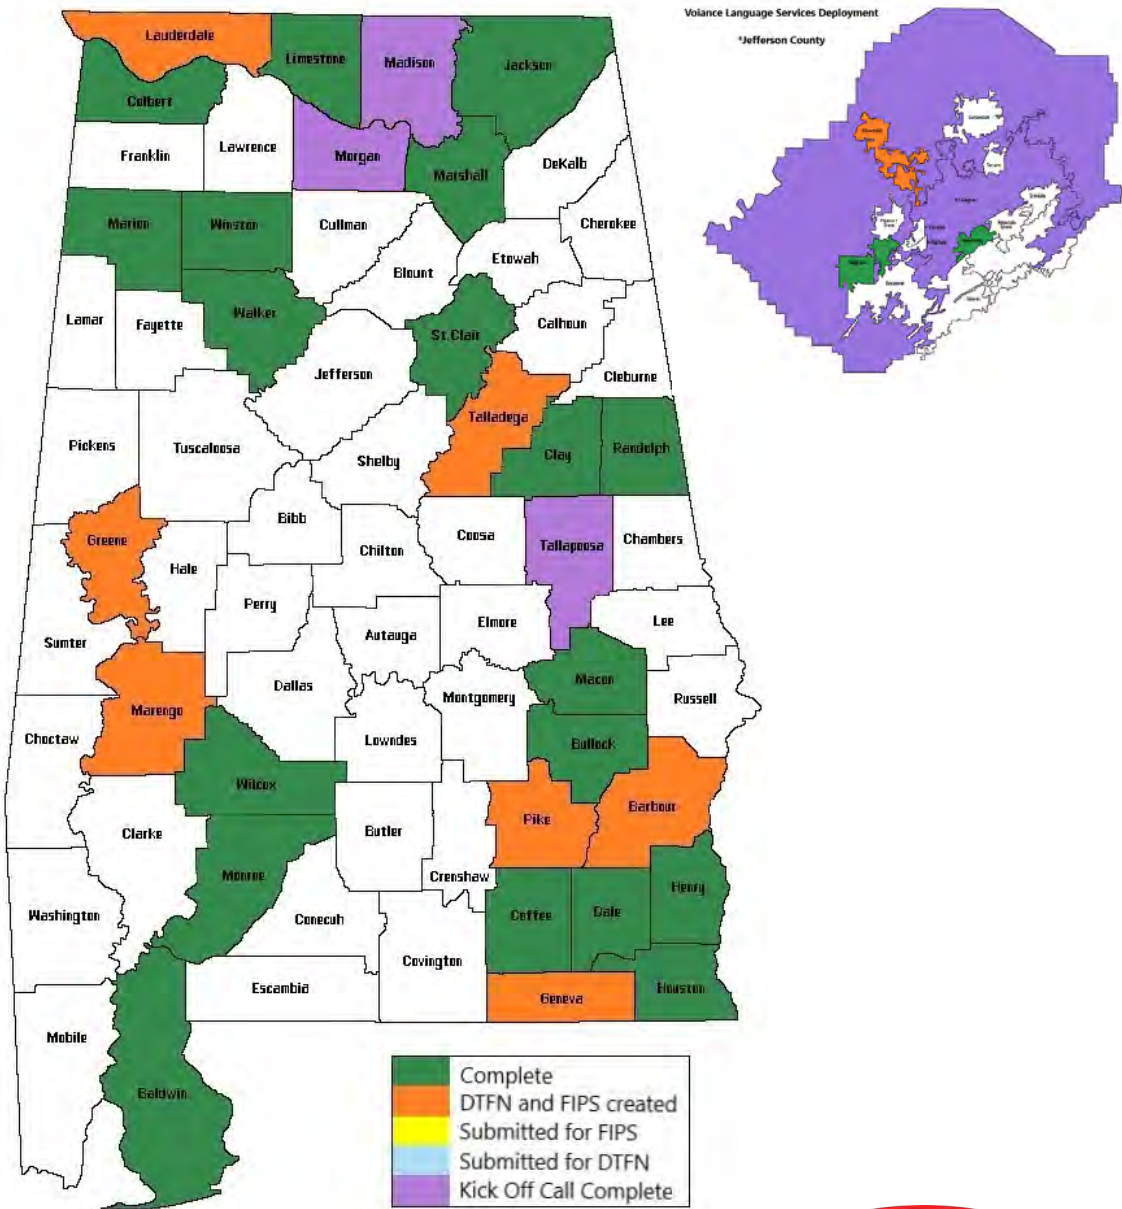 Voiance Language Services Deployment
*Jefferson County
Lauderdale
Limestone
Madison
Jackson
Colbert
Franklin
Lawrence
Morgan
Marshall
DeKalb
Marion
Winston
Cullman
Cherokee
Blount
Etowah
Lamar
Fayette
Walker
St.Clair
Calhoun
Jefferson
Cleburne
Talladega
Pickens
Tuscaloosa
Shelby
Clay
Randolph
Bibb
Greene
Hale
Chilton
Coosa
Tallapoosa
Chambers
Perry
Sumter
Autauga
Elmore
Lee
Dallas
Macon
Montgomery
Russell
Marengo
Choctaw
Lowndes
Bullock
Wilcox
Clarke
Butler
Pike
Barbour
Crenshaw
Monroe
Henry
Washington
Conecuh
Coffee
Dale
Covington
Escambia
Geneva
Houston
Mobile
Baldwin
Complete
DTFN and FIPS created
Submitted for FIPS
Submitted for DTFN
Kick Off Call Complete